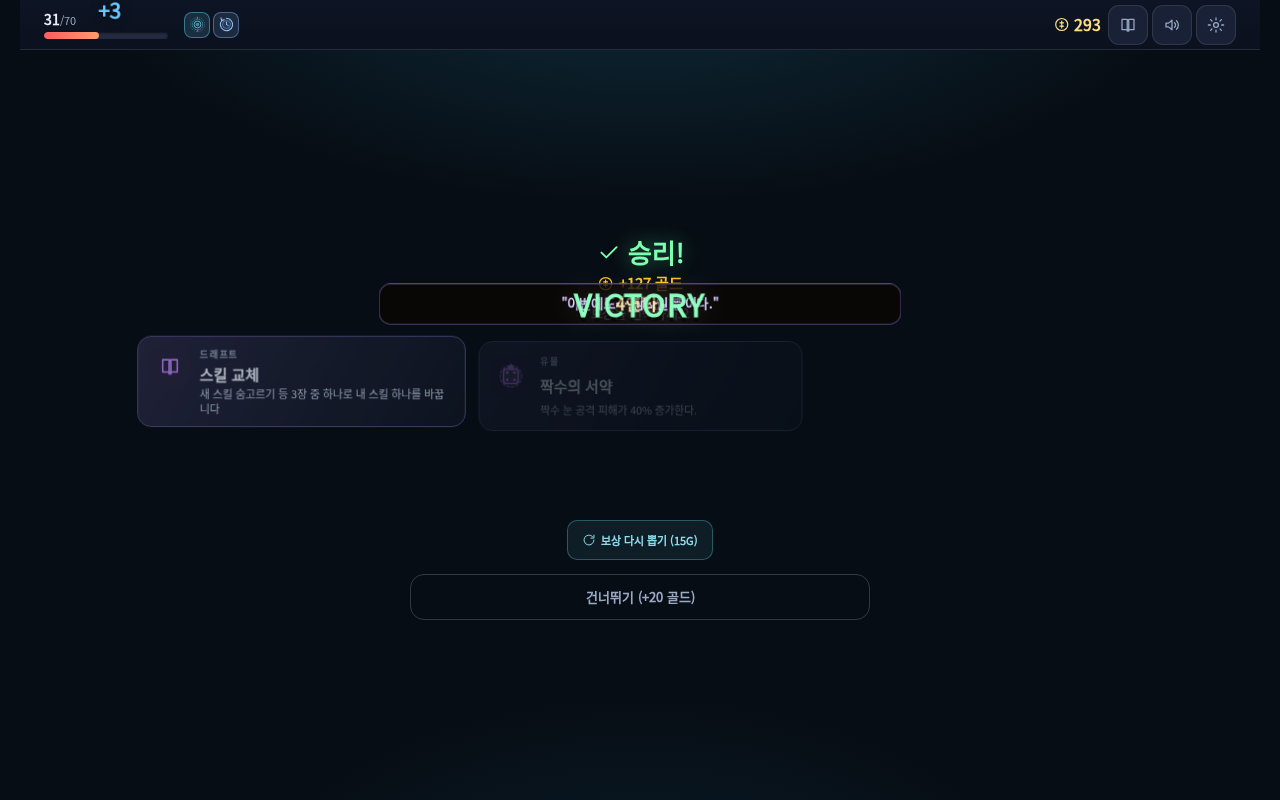 31/70
+3
293
승리!
+127 골드
VICTORY
드래프트
스킬 교체
새 스킬 숨고르기 등 3장 중 하나로 내 스킬 하나를 바꿉
니다
유물
짝수의 서약
짝수 눈 공격 피해가 40% 증가한다.
보상 다시 뽑기 (15G)
건너뛰기 (+20 골드)